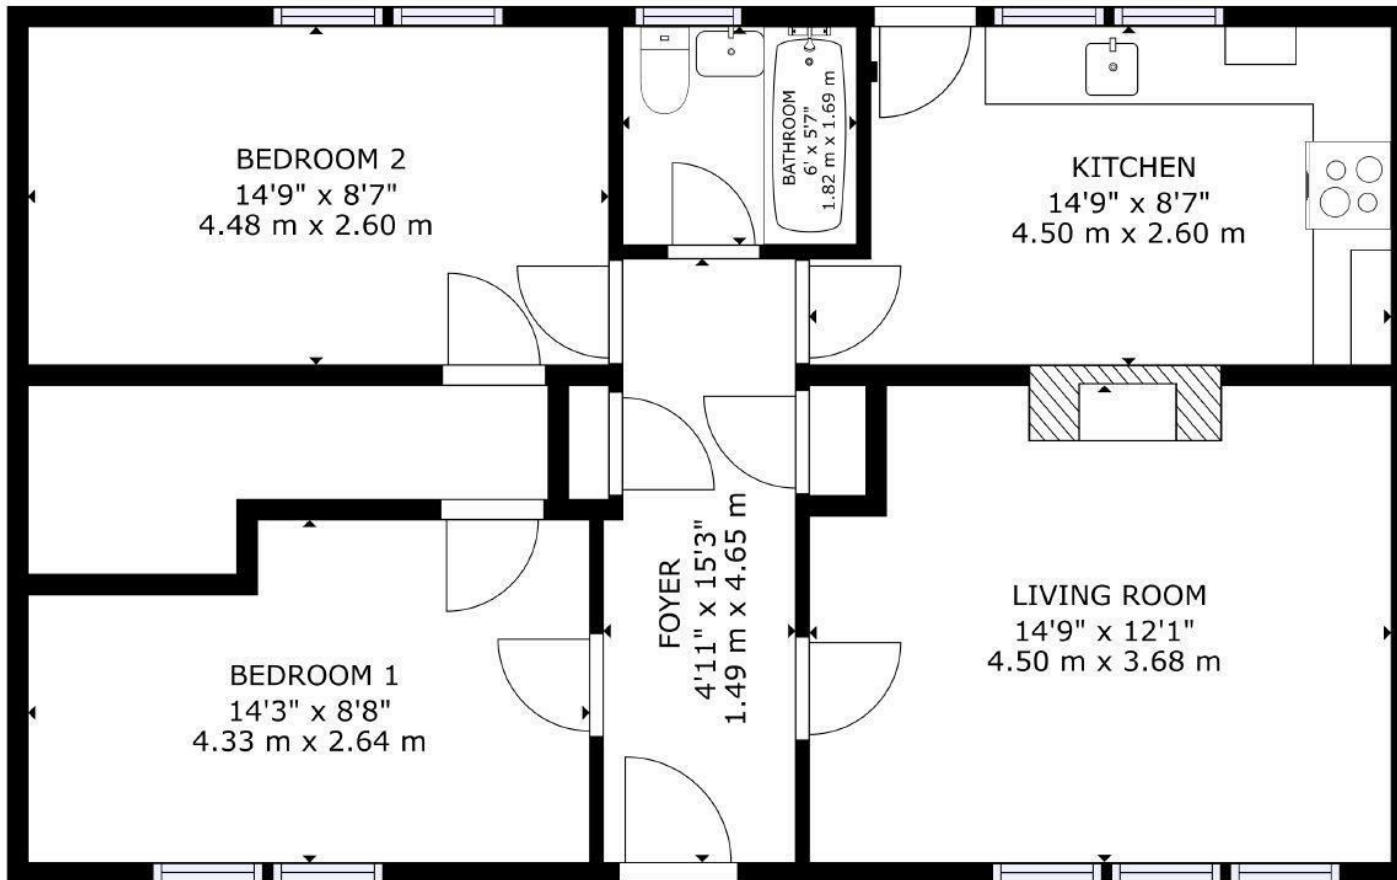 BEDROOM 2
14'9" x 8'7"
4.48 m x 2.60 m
BATHROOM
6' x 5'7"
1.82 m x 1.69 m
KITCHEN
14'9" x 8'7"
4.50 m x 2.60 m
FOYER
4'11" x 15'3"
1.49 m x 4.65 m
LIVING ROOM
14'9" x 12'1"
4.50 m x 3.68 m
BEDROOM 1
14'3" x 8'8"
4.33 m x 2.64 m